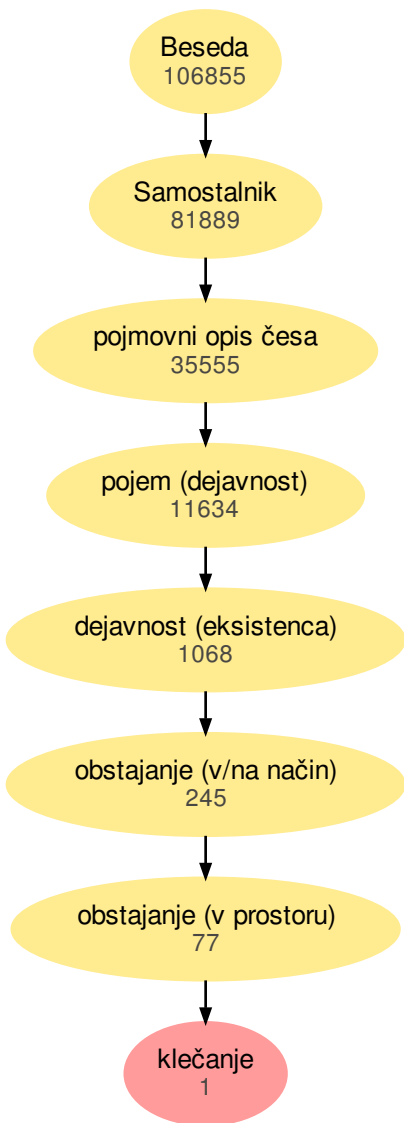 Beseda
106855
Samostalnik
81889
pojmovni opis česa
35555
pojem (dejavnost)
11634
dejavnost (eksistenca)
1068
obstajanje (v/na način)
245
obstajanje (v prostoru)
77
klečanje
1